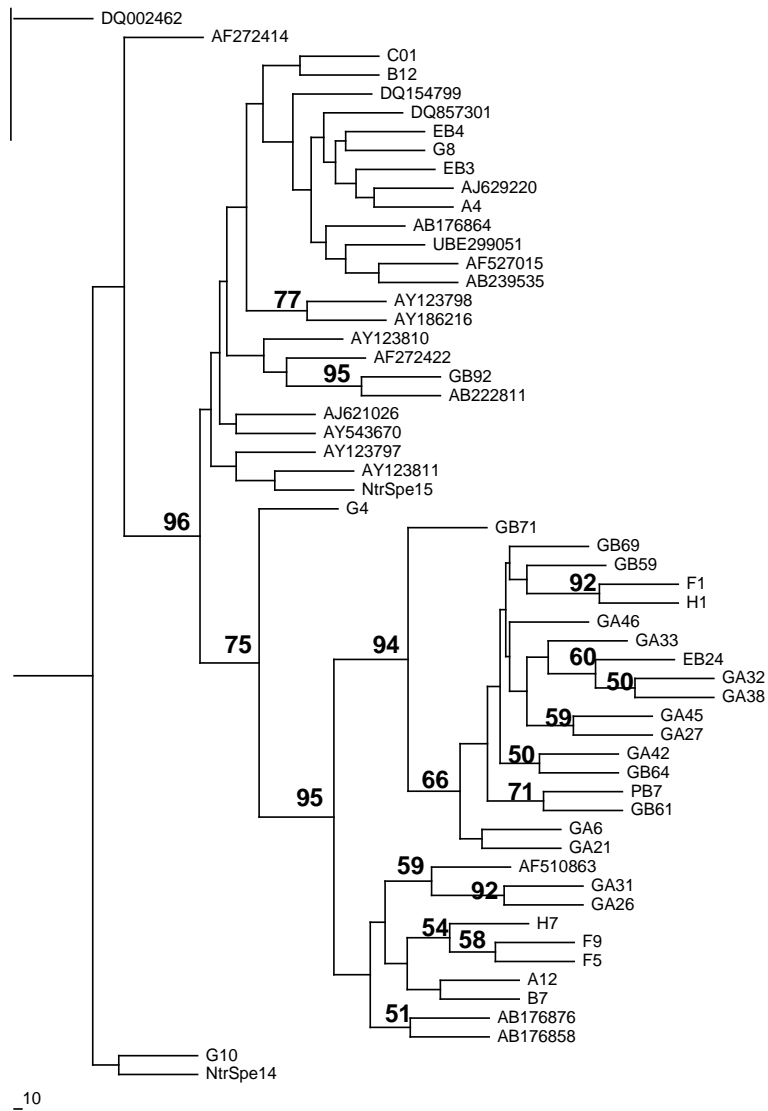 DQ002462
AF272414
C01
B12
DQ154799
DQ857301
EB4
G8
EB3
AJ629220
A4
AB176864
UBE299051
AF527015
AB239535
77
AY123798
AY186216
AY123810
AF272422
95
GB92
AB222811
AJ621026
AY543670
AY123797
AY123811
NtrSpe15
96
G4
GB71
GB69
GB59
92
F1
H1
GA46
75
94
GA33
60
EB24
50
GA32
GA38
59
GA45
GA27
50
GA42
GB64
95
66
71
PB7
GB61
GA6
GA21
59
AF510863
92
GA31
GA26
54
H7
58
F9
F5
A12
B7
51
AB176876
AB176858
G10
NtrSpe14
10